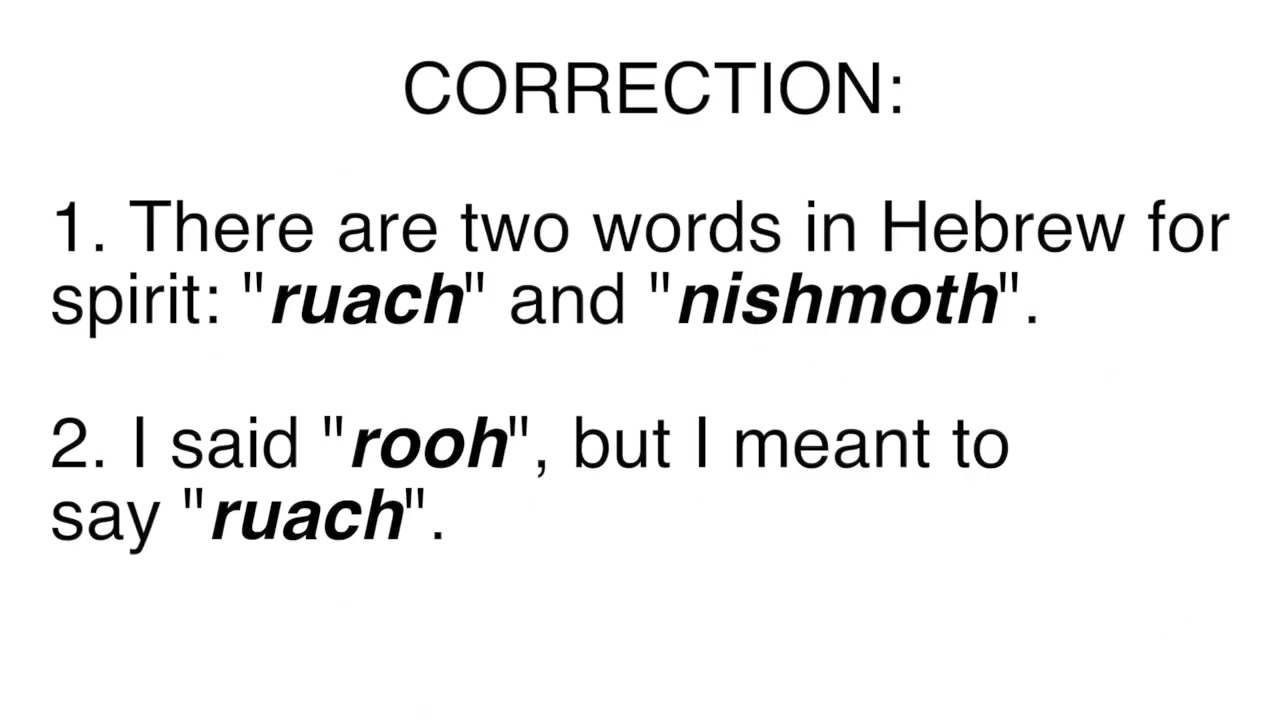 CORRECTION:
1. There are two words in Hebrew for
spirit: "ruach" and "nishmoth".
2. I said "rooh", but I meant to
say "ruach".